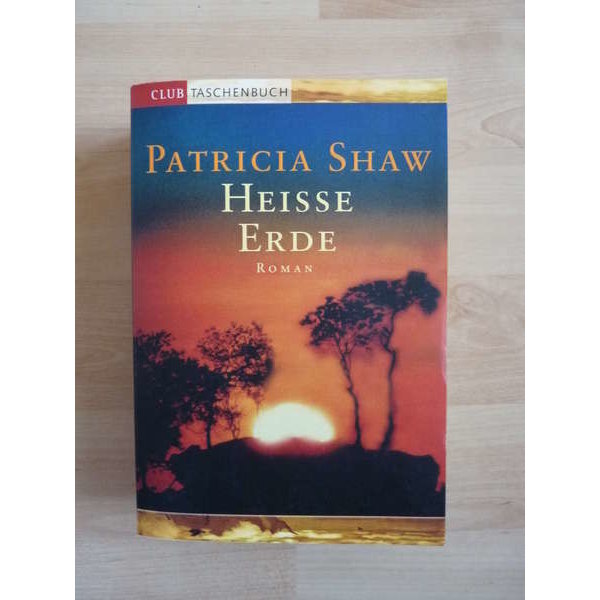 CLUB TASCHENBUCH
PATRICIA SHAW
HEISSE
ERDE
ROMAN